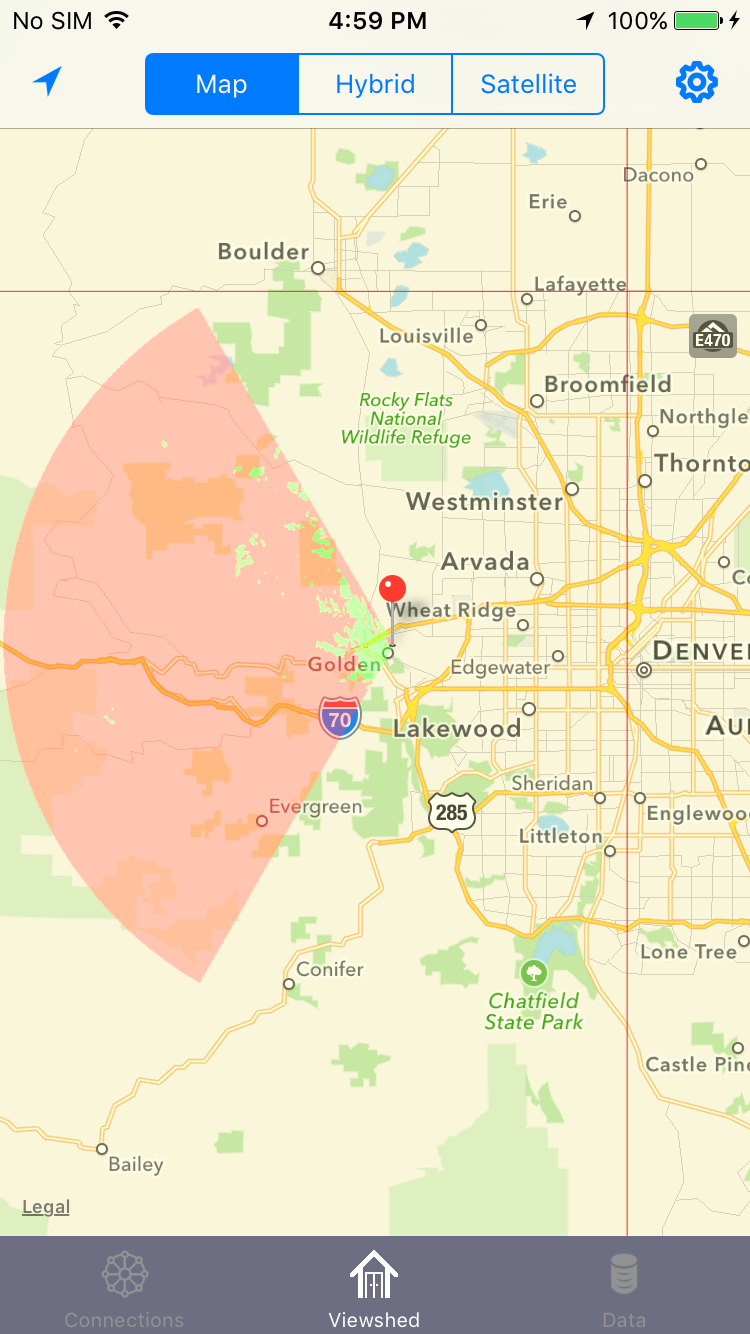 No SIM 4:59 PM 100%
Map Hybrid Satellite
Dacono
Erie
Boulder
Lafayette
Louisville
E470
Broomfield
Rocky Flats
National
Wildlife Refuge
Northgle
Thornto
Westminster
Arvada
Co
Wheat Ridge
Golden
Edgewater
DENVER
70
Lakewood
Au
Sheridan
Evergreen
285
Englewoo
Littleton
Lone Tree
Conifer
Chatfield
State Park
Castle Pine
Bailey
Legal
Connections Viewshed Data